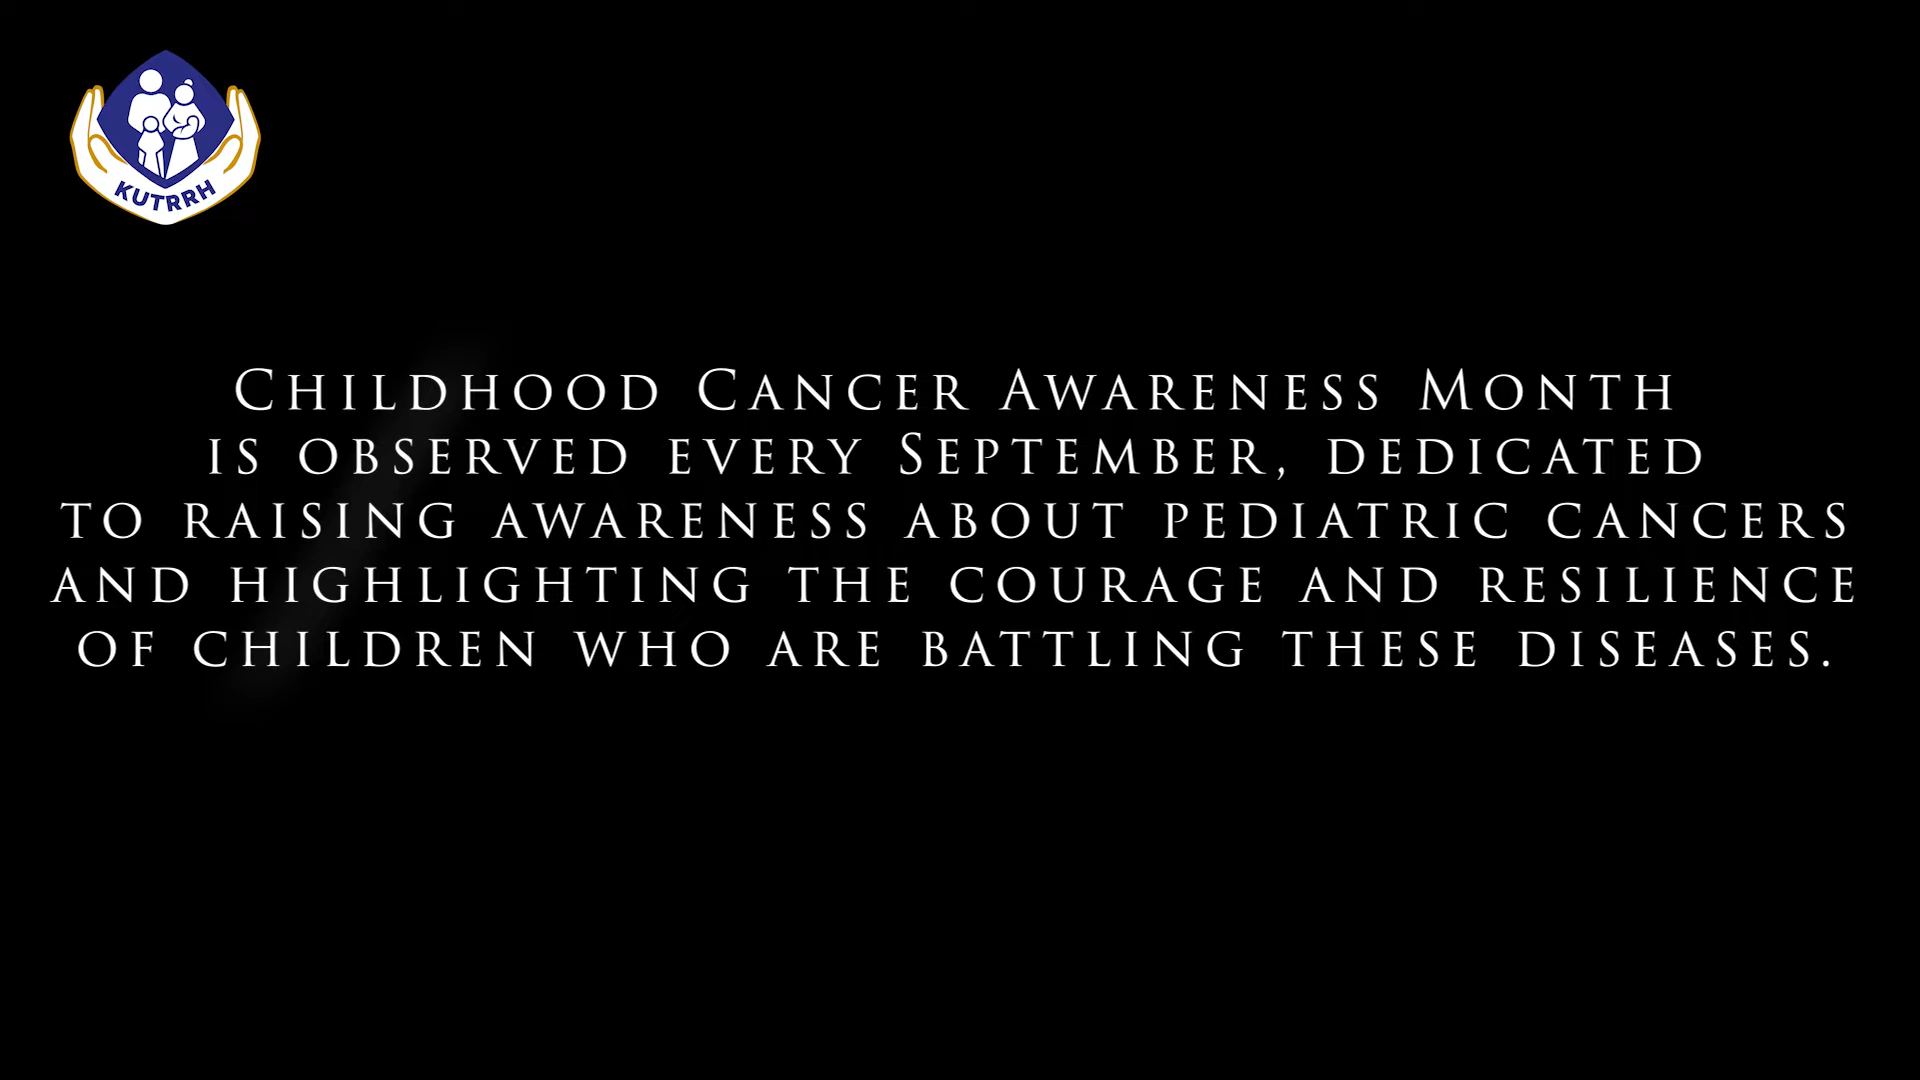 KUTRRH
Childhood Cancer Awareness Month
is observed every September, dedicated
to raising awareness about pediatric cancers
and highlighting the courage and resilience
of children who are battling these diseases.